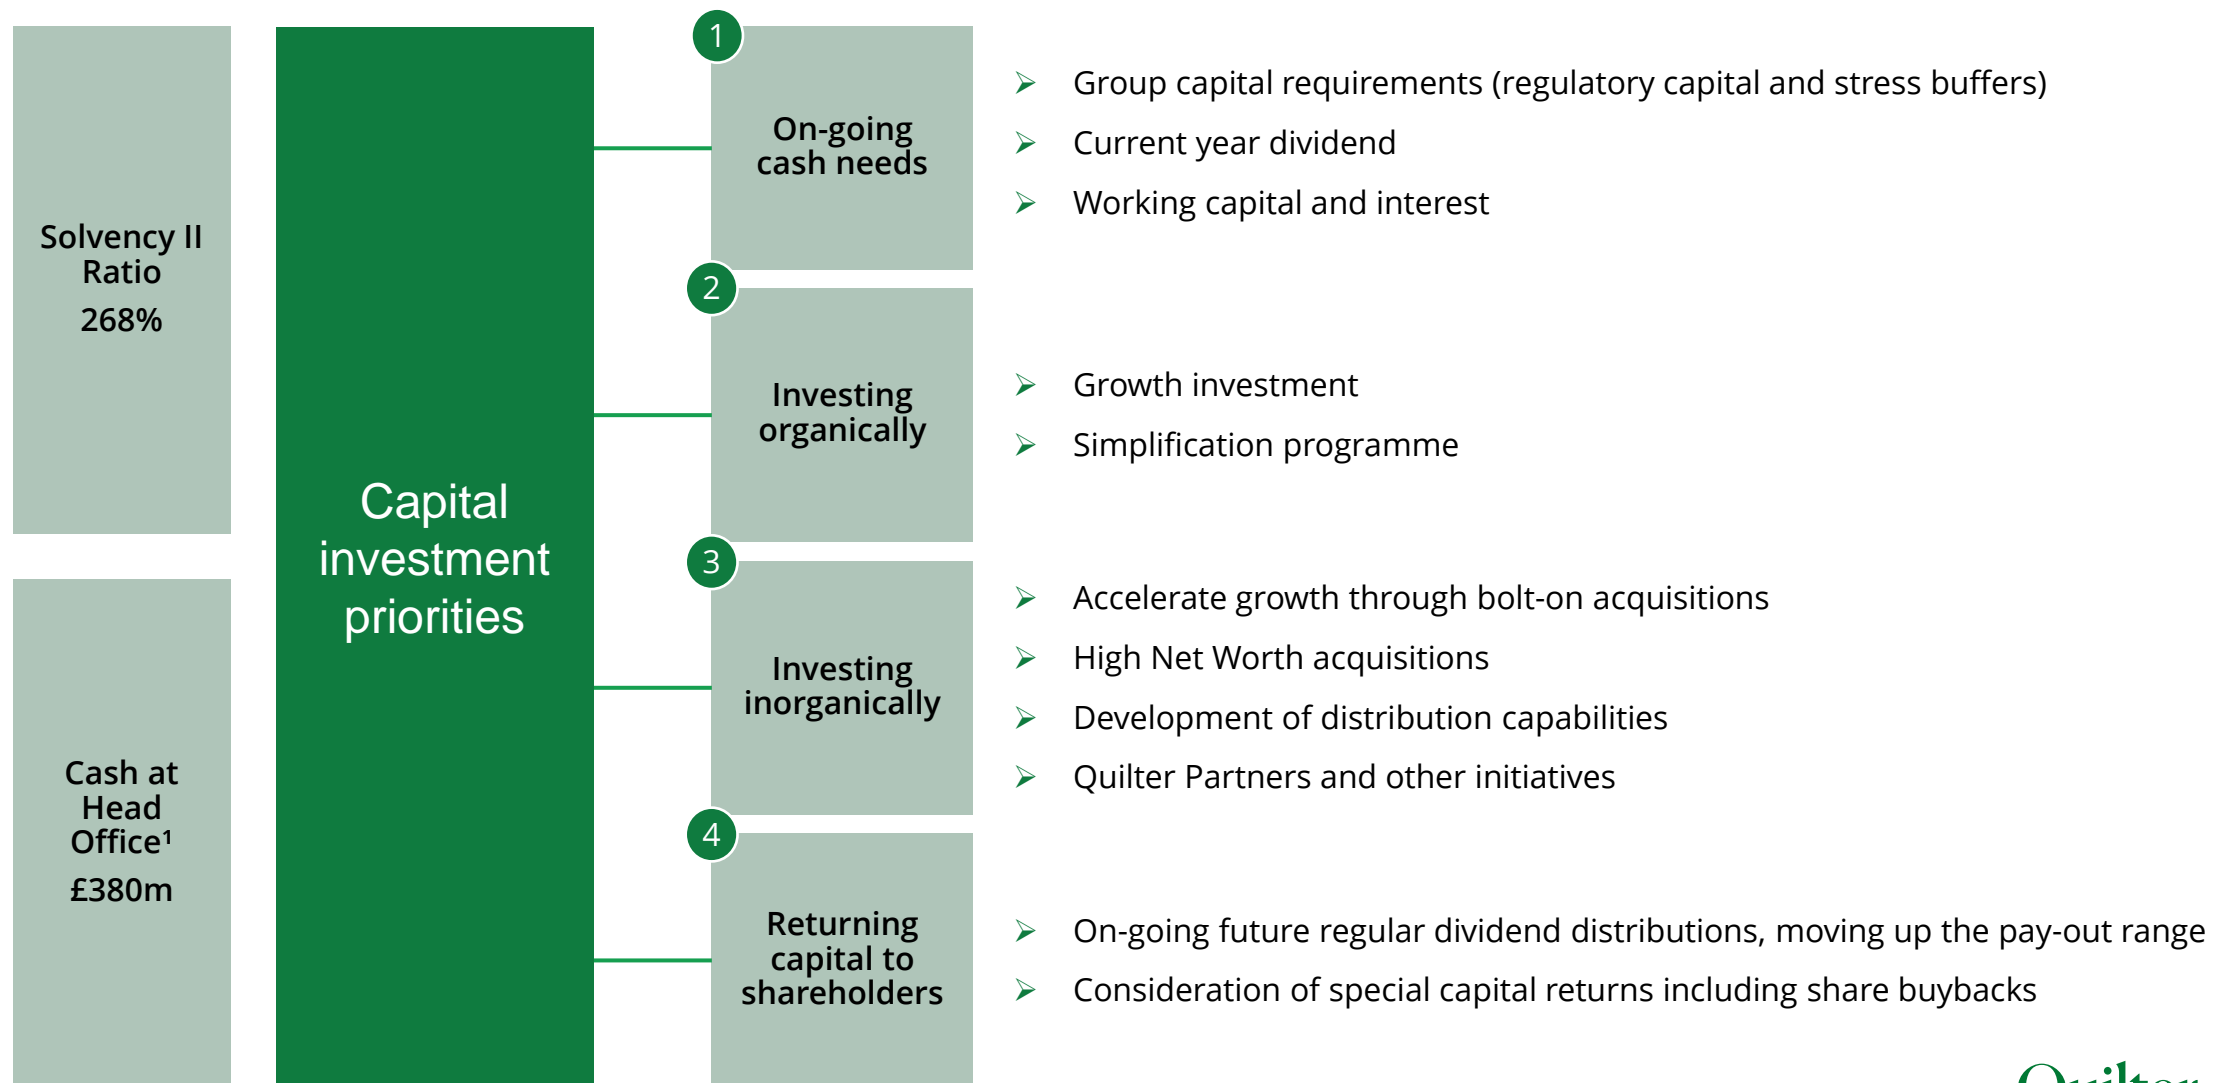 Solvency II
Ratio
268%
Cash at
Head
Office¹
£380m
Capital
investment
priorities
1
On-going
cash needs
➢ Group capital requirements (regulatory capital and stress buffers)
➢ Current year dividend
➢ Working capital and interest
2
Investing
organically
➢ Growth investment
➢ Simplification programme
3
Investing
inorganically
➢ Accelerate growth through bolt-on acquisitions
➢ High Net Worth acquisitions
➢ Development of distribution capabilities
➢ Quilter Partners and other initiatives
4
Returning
capital to
shareholders
➢ On-going future regular dividend distributions, moving up the pay-out range
➢ Consideration of special capital returns including share buybacks
Quilter